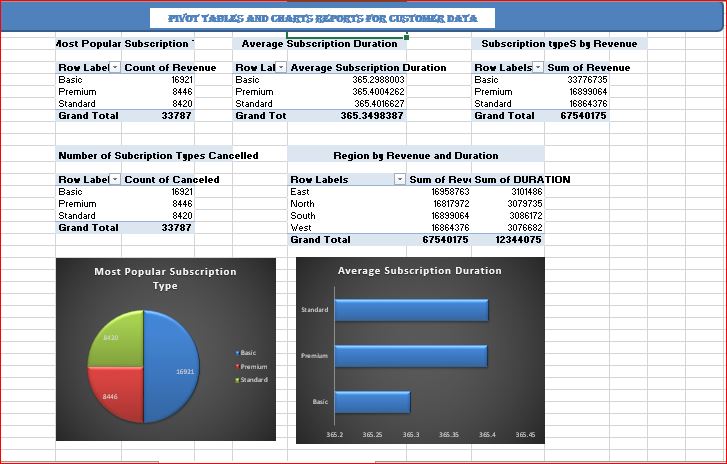 PIVOT TABLES AND CHARTS REPORTS FOR CUSTOMER DATA
Most Popular Subscription
Average Subscription Duration
Subscription typeS by Revenue
Row Label Count of Revenue
Basic 16921
Premium 8446
Standard 8420
Grand Total 33787
Row Lal Average Subscription Duration
Basic 365.2988003
Premium 365.4004262
Standard 365.4016627
Grand Tot 365.3498387
Row Labels Sum of Revenue
Basic 33776735
Premium 16899064
Standard 16864376
Grand Total 67540175
Number of Subcription Types Cancelled
Region by Revenue and Duration
Row Label Count of Canceled
Basic 16921
Premium 8446
Standard 8420
Grand Total 33787
Row Labels Sum of Reve Sum of DURATION
East 16958763 3101486
North 16817972 3079735
South 16899064 3086172
West 16864376 3076682
Grand Total 67540175 12344075
Most Popular Subscription
Type
8420
16921
8446
Basic
Premium
Standard
Average Subscription Duration
Standard
Premium
Basic
365.2 365.25 365.3 365.35 365.4 365.45